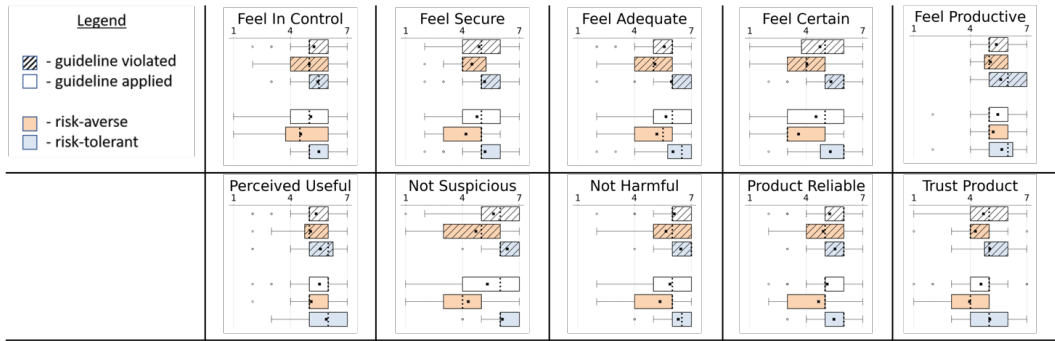 Legend
- guideline violated
- guideline applied
- risk-averse
- risk-tolerant
Feel In Control
1 4 7
Feel Secure
1 4 7
Feel Adequate
1 4 7
Feel Certain
1 4 7
Feel Productive
1 4 7
Perceived Useful
1 4 7
Not Suspicious
1 4 7
Not Harmful
1 4 7
Product Reliable
1 4 7
Trust Product
1 4 7